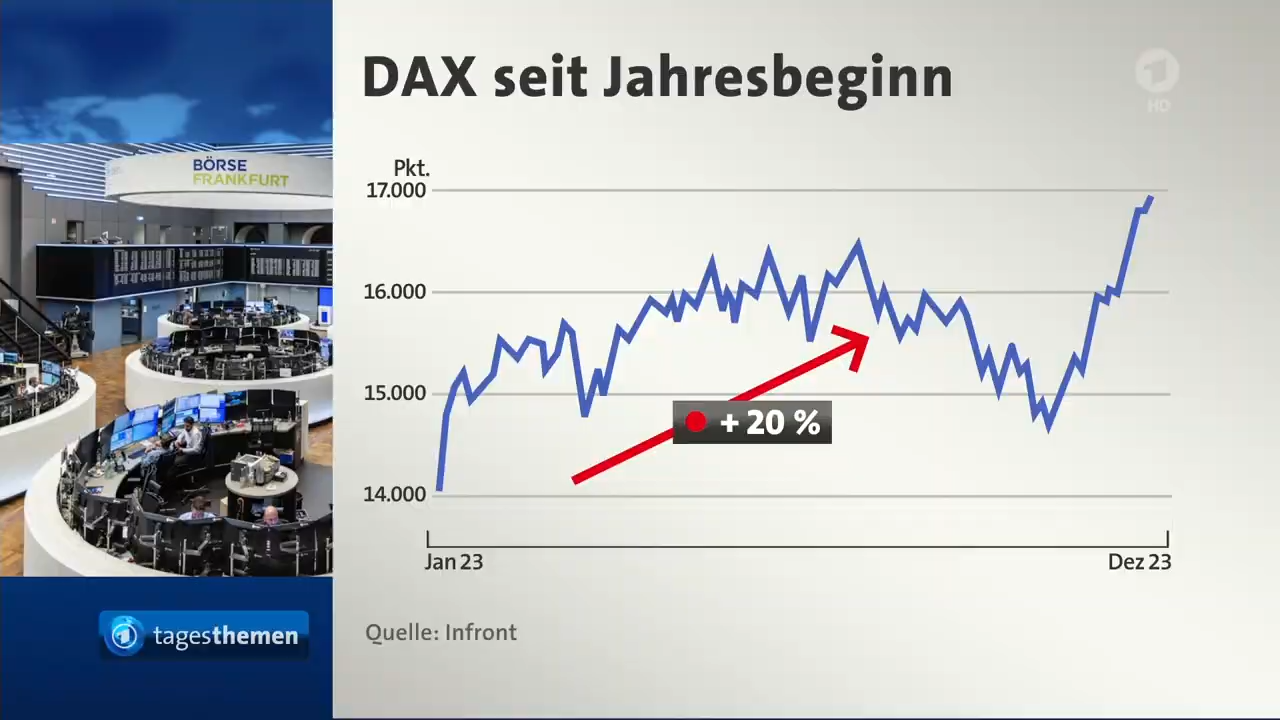 DAX seit Jahresbeginn
HD
BÖRSE
FRANKFURT
Pkt.
17.000
16.000
15.000
+ 20 %
14.000
Jan 23
Dez 23
tagesthemen
Quelle: Infront